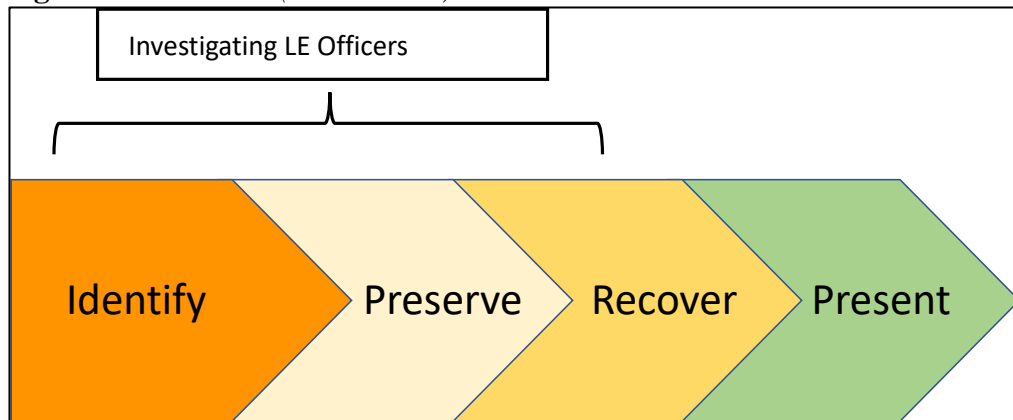 Investigating LE Officers
Identify
Preserve
Recover
Present